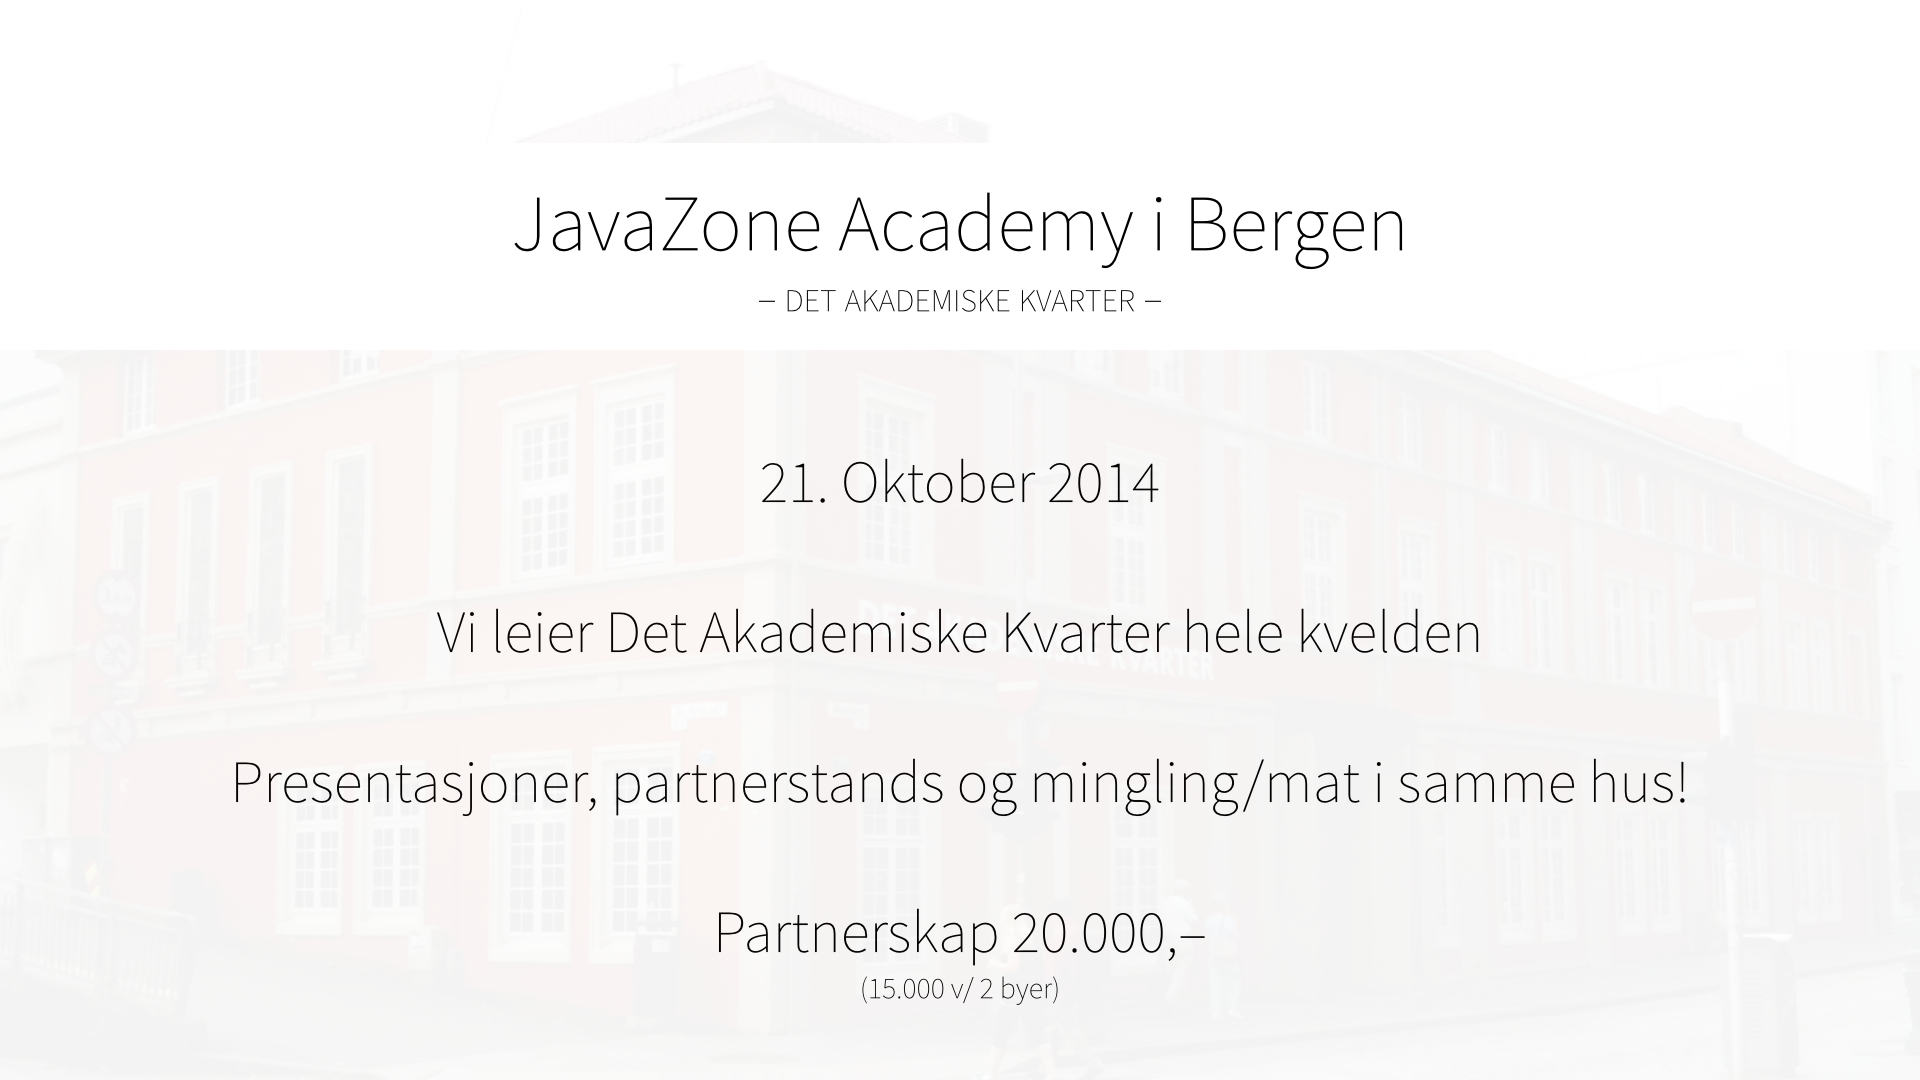 JavaZone Academy i Bergen
– DET AKADEMISKE KVARTER –
21. Oktober 2014
Vi leier Det Akademiske Kvarter hele kvelden
Presentasjoner, partnerstands og mingling/mat i samme hus!
Partnerskap 20.000,–
(15.000 v/ 2 byer)